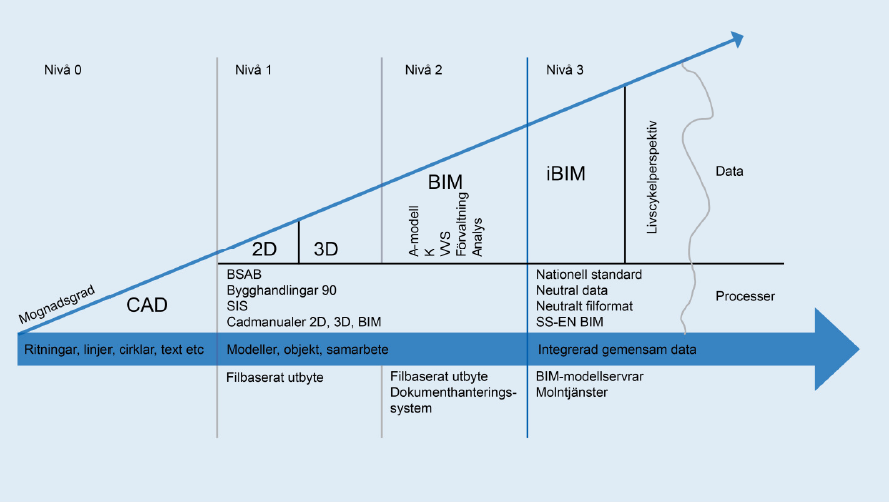 Nivå 0
Nivå 1
Nivå 2
Nivå 3
Data
Livscykelperspektiv
iBIM
BIM
A-modell
K
VVS
Förvaltning
Analys
2D
3D
Mognadsgrad
CAD
BSAB
Bygghandlingar 90
SIS
Cadmanualer 2D, 3D, BIM
Nationell standard
Neutral data
Neutralt filformat
SS-EN BIM
Processer
Ritningar, linjer, cirklar, text etc
Modeller, objekt, samarbete
Integrerad gemensam data
Filbaserat utbyte
Filbaserat utbyte
Dokumenthanterings-
system
BIM-modellservrar
Molntjänster